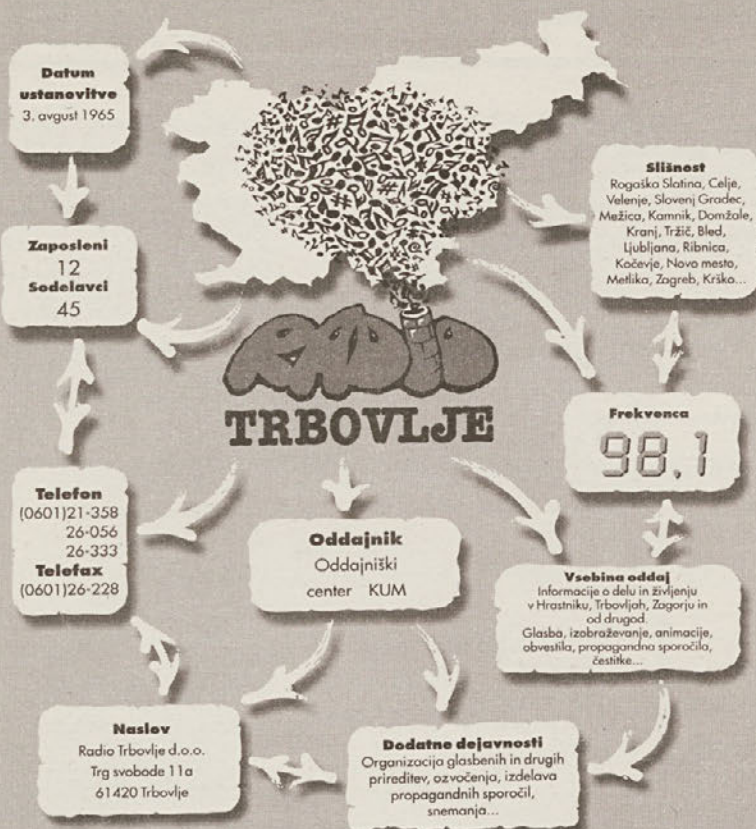 Datum
ustanovitve
3. avgust 1965
Zaposleni
12
Sodelavci
45
Slišnost
Rogaška Slatina, Celje,
Velenje, Slovenj Gradec,
Mežica, Kamnik, Domžale,
Kranj, Tržič, Bled,
Ljubljana, Ribnica,
Kočevje, Novo mesto,
Metlika, Zagreb, Krško...
RADIO
TRBOVLJE
Frekvenca
98.1
Telefon
(0601)21-358
26-056
26-333
Telefax
(0601)26-228
Oddajnik
Oddajniški
center KUM
Vsebina oddaj
Informacije o delu in življenju
v Hrastniku, Trbovljah, Zagorju in
od drugod.
Glasba, izobraževanje, animacije,
obvestila, propagandna sporočila,
čestitke...
Naslov
Radio Trbovlje d.o.o.
Trg svobode 11a
61420 Trbovlje
Dodatne dejavnosti
Organizacija glasbenih in drugih
prireditev, ozvočenja, izdelava
propagandnih sporočil,
snemanja...